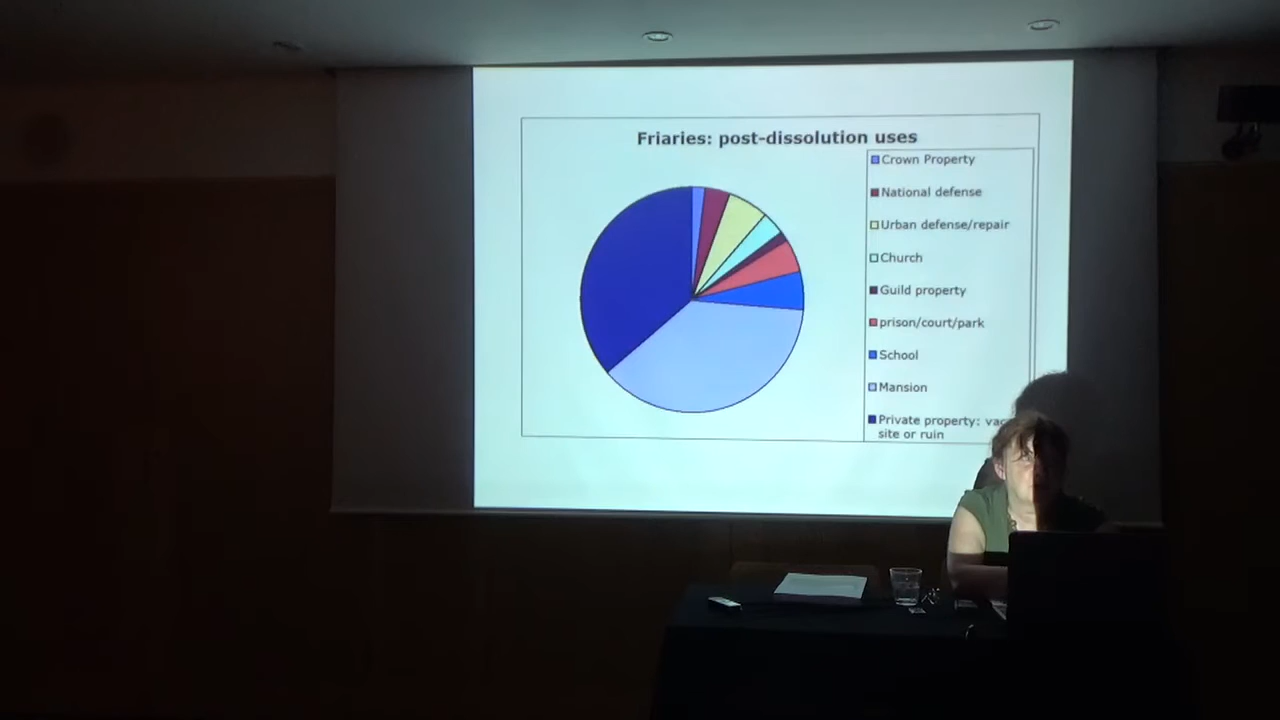 Friaries: post-dissolution uses
Crown Property
National defense
Urban defense/repair
Church
Guild property
prison/court/park
School
Mansion
Private property:
site or ruin